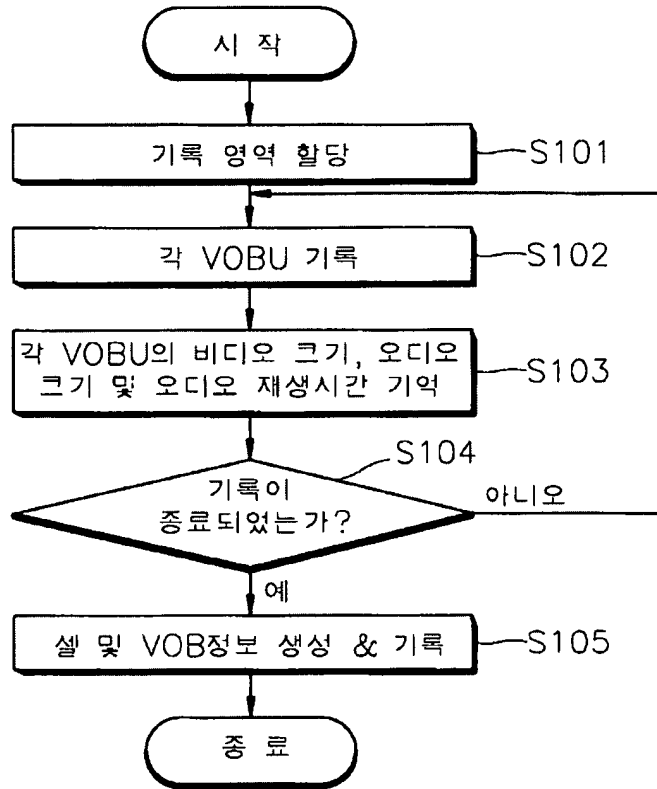 시 작
기록 영역 할당
S101
각 VOBU 기록
S102
각 VOBU의 비디오 크기, 오디오
크기 및 오디오 재생시간 기억
S103
S104
기록이
종료되었는가?
아니오
예
셀 및 VOB정보 생성 & 기록
S105
종 료